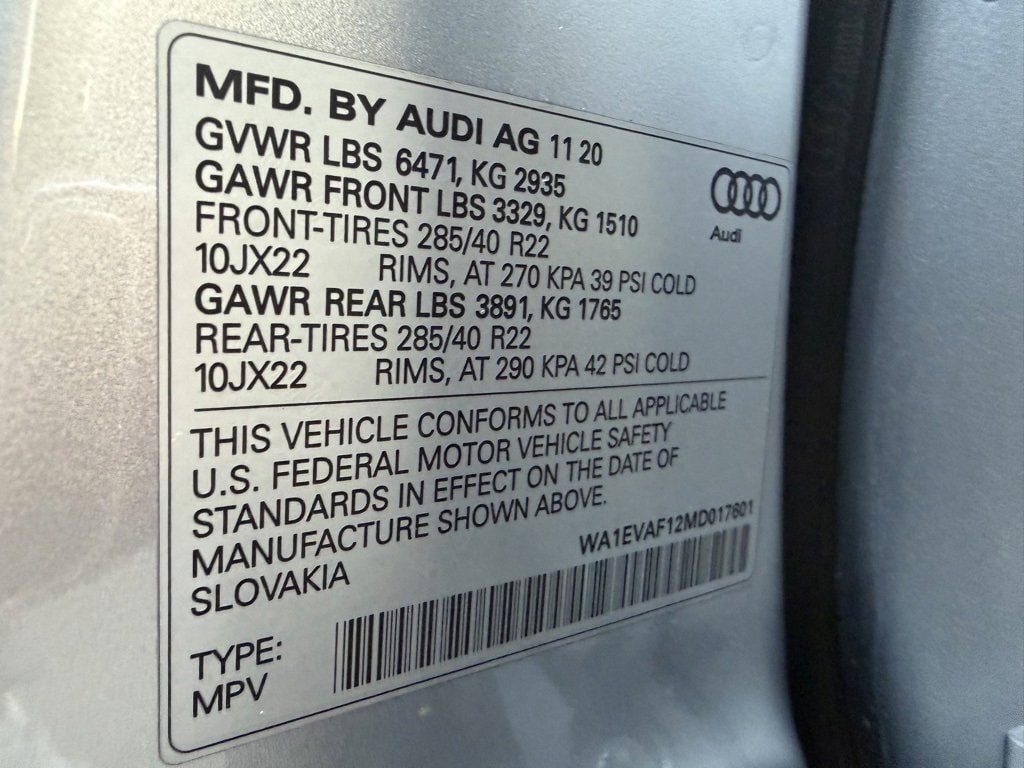 MFD. BY AUDI AG 11 20
GVWR LBS 6471, KG 2935
GAWR FRONT LBS 3329, KG 1510
FRONT-TIRES 285/40 R22
10JX22 RIMS, AT 270 KPA 39 PSI COLD
GAWR REAR LBS 3891, KG 1765
REAR-TIRES 285/40 R22
10JX22 RIMS, AT 290 KPA 42 PSI COLD
Audi
THIS VEHICLE CONFORMS TO ALL APPLICABLE
U.S. FEDERAL MOTOR VEHICLE SAFETY
STANDARDS IN EFFECT ON THE DATE OF
MANUFACTURE SHOWN ABOVE.
SLOVAKIA
WA1EVAF12MD017601
TYPE:
MPV